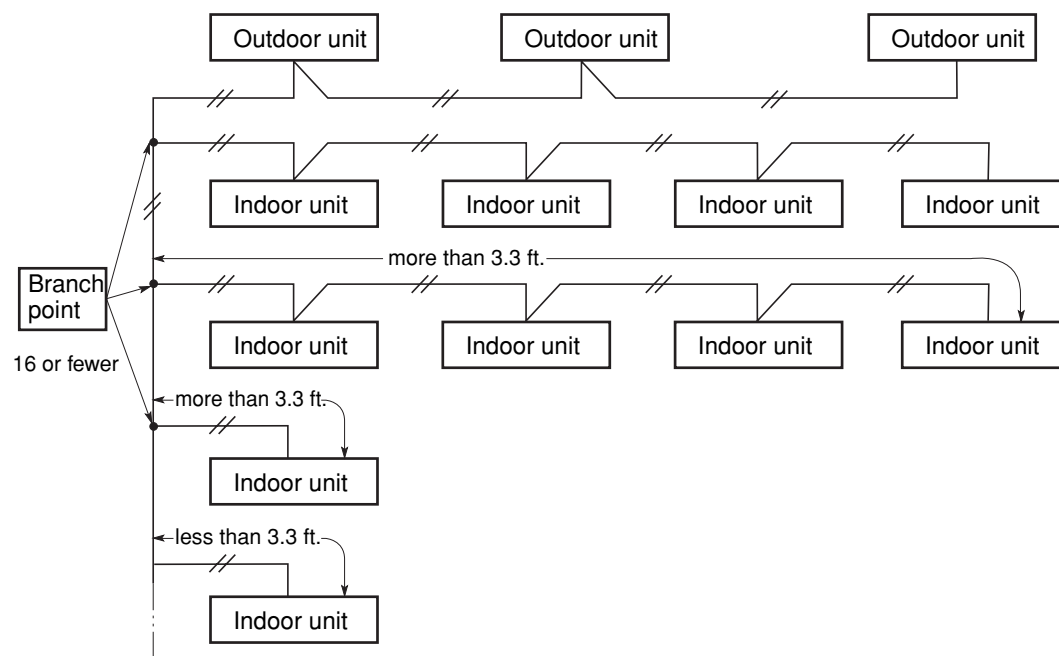 Outdoor unit Outdoor unit Outdoor unit
Indoor unit Indoor unit Indoor unit Indoor unit
more than 3.3 ft.
Branch
point
Indoor unit Indoor unit Indoor unit Indoor unit
16 or fewer
more than 3.3 ft.
Indoor unit
less than 3.3 ft.
Indoor unit